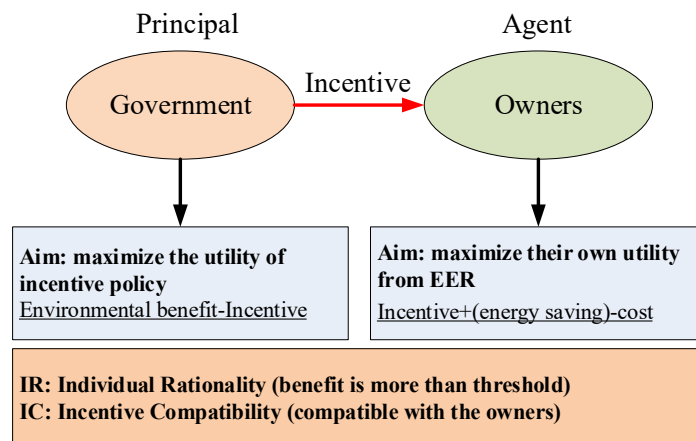 Principal
Agent
Incentive
Government
Owners
Aim: maximize the utility of
incentive policy
Environmental benefit-Incentive
Aim: maximize their own utility
from EER
Incentive+(energy saving)-cost
IR: Individual Rationality (benefit is more than threshold)
IC: Incentive Compatibility (compatible with the owners)